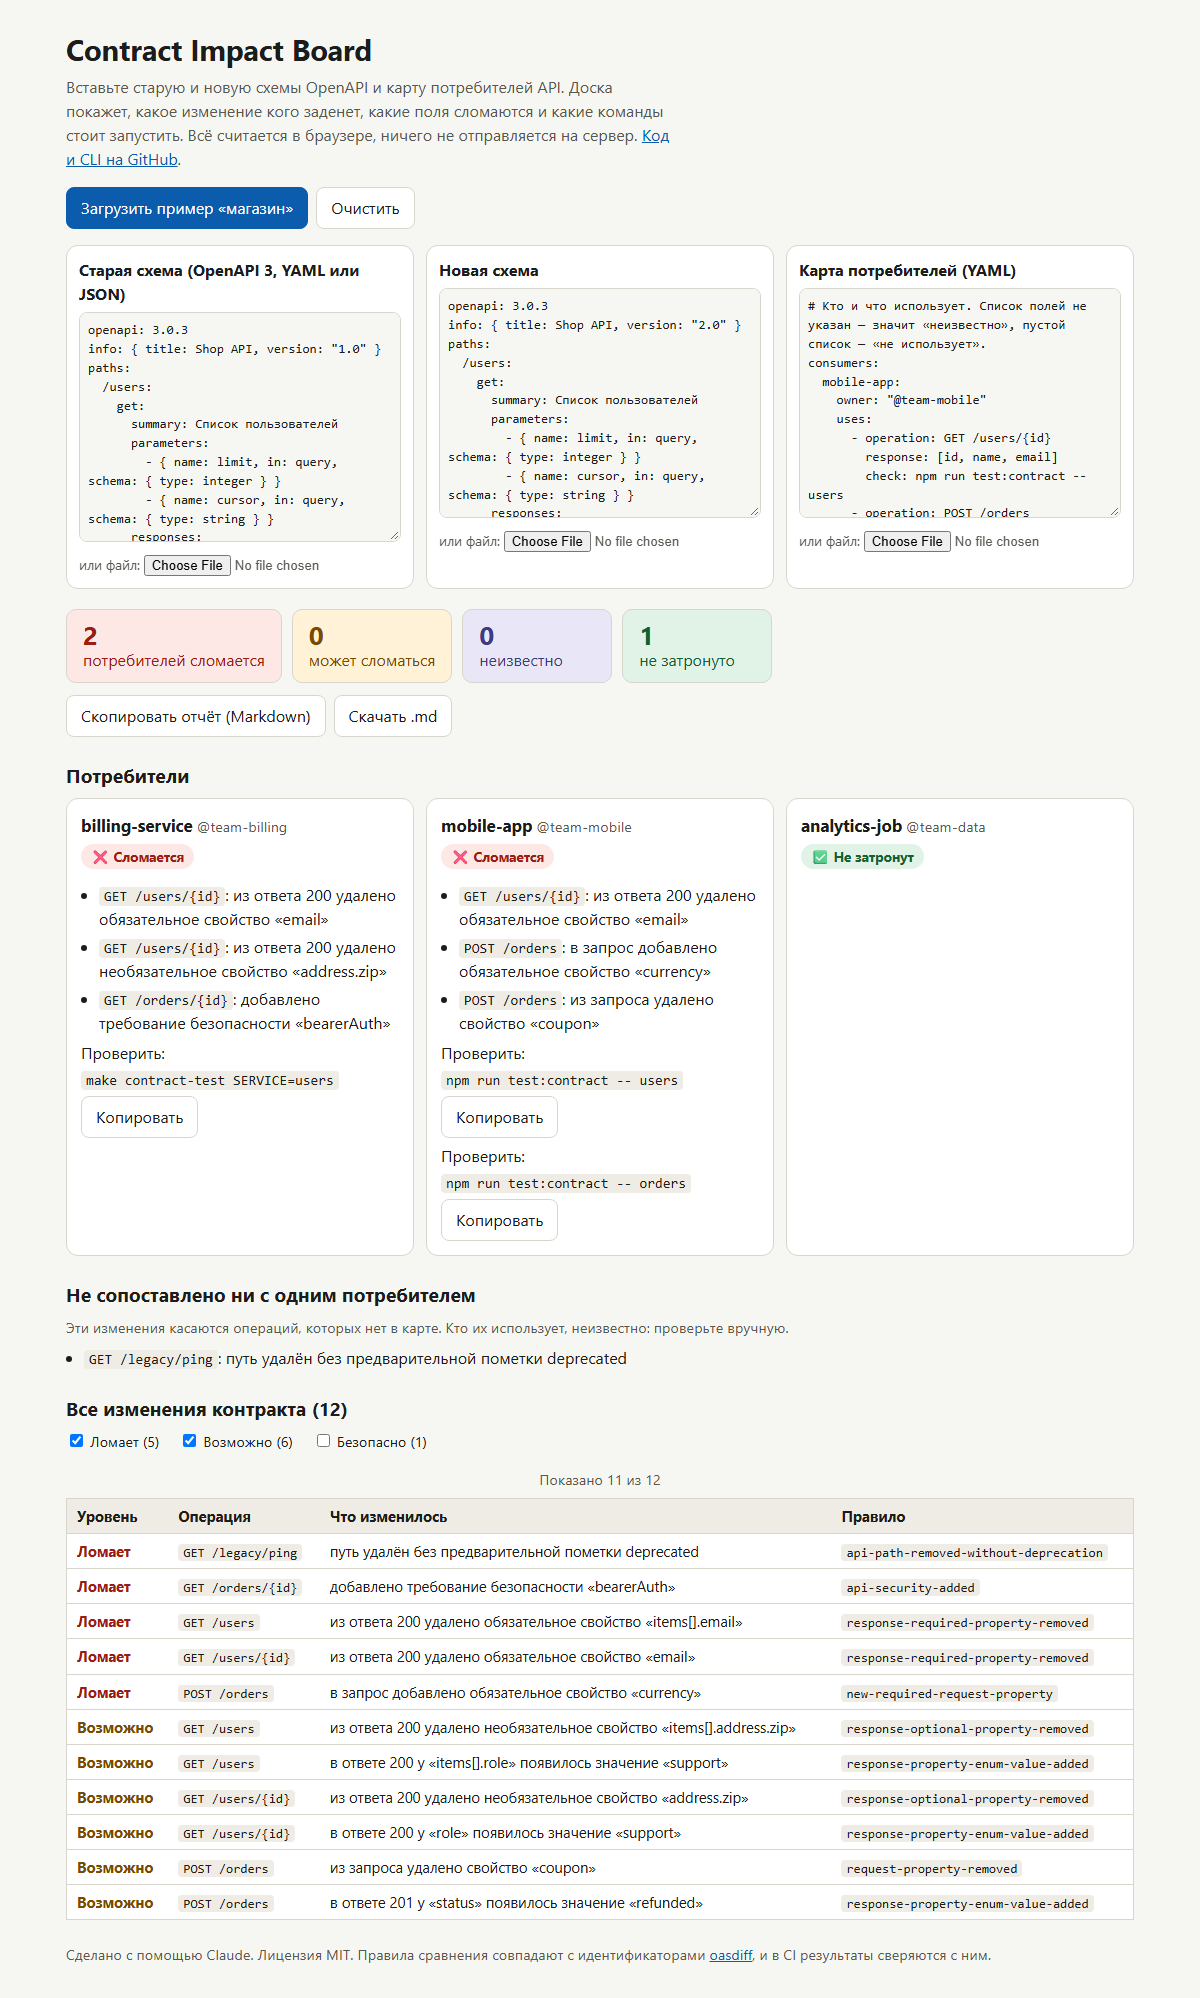 Contract Impact Board
Вставьте старую и новую схемы OpenAPI и карту потребителей API. Доска
покажет, какое изменение кого заденет, какие поля сломаются и какие команды
стоит запустить. Всё считается в браузере, ничего не отправляется на сервер. Код
и CLI на GitHub.
Загрузить пример «магазин»
Очистить
Старая схема (OpenAPI 3, YAML или
JSON)
openapi: 3.0.3
info: { title: Shop API, version: "1.0" }
paths:
/users:
get:
summary: Список пользователей
parameters:
- { name: limit, in: query,
schema: { type: integer } }
- { name: cursor, in: query,
schema: { type: string } }
responses:
или файл: Choose File No file chosen
Новая схема
openapi: 3.0.3
info: { title: Shop API, version: "2.0" }
paths:
/users:
get:
summary: Список пользователей
parameters:
- { name: limit, in: query,
schema: { type: integer } }
- { name: cursor, in: query,
schema: { type: string } }
responses:
или файл: Choose File No file chosen
Карта потребителей (YAML)
# Кто и что использует. Список полей не
указан — значит «неизвестно», пустой
список — «не использует».
consumers:
mobile-app:
owner: "@team-mobile"
uses:
- operation: GET /users/{id}
response: [id, name, email]
check: npm run test:contract --
users
- operation: POST /orders
или файл: Choose File No file chosen
2
потребителей сломается
0
может сломаться
0
неизвестно
1
не затронуто
Скопировать отчёт (Markdown)
Скачать .md
Потребители
billing-service @team-billing
❌ Сломается
• GET /users/{id}: из ответа 200 удалено
обязательное свойство «email»
• GET /users/{id}: из ответа 200 удалено
необязательное свойство «address.zip»
• GET /orders/{id}: добавлено
требование безопасности «bearerAuth»
Проверить:
make contract-test SERVICE=users
Копировать
mobile-app @team-mobile
❌ Сломается
• GET /users/{id}: из ответа 200 удалено
обязательное свойство «email»
• POST /orders: в запрос добавлено
обязательное свойство «currency»
• POST /orders: из запроса удалено
свойство «coupon»
Проверить:
npm run test:contract -- users
Копировать
Проверить:
npm run test:contract -- orders
Копировать
analytics-job @team-data
✅ Не затронут
Не сопоставлено ни с одним потребителем
Эти изменения касаются операций, которых нет в карте. Кто их использует, неизвестно: проверьте вручную.
• GET /legacy/ping: путь удалён без предварительной пометки deprecated
Все изменения контракта (12)
Ломает (5) Возможно (6) Безопасно (1)
Показано 11 из 12
Уровень Операция Что изменилось Правило
Ломает GET /legacy/ping путь удалён без предварительной пометки deprecated api-path-removed-without-deprecation
Ломает GET /orders/{id} добавлено требование безопасности «bearerAuth» api-security-added
Ломает GET /users из ответа 200 удалено обязательное свойство «items[].email» response-required-property-removed
Ломает GET /users/{id} из ответа 200 удалено обязательное свойство «email» response-required-property-removed
Ломает POST /orders в запрос добавлено обязательное свойство «currency» new-required-request-property
Возможно GET /users из ответа 200 удалено необязательное свойство «items[].address.zip» response-optional-property-removed
Возможно GET /users в ответе 200 у «items[].role» появилось значение «support» response-property-enum-value-added
Возможно GET /users/{id} из ответа 200 удалено необязательное свойство «address.zip» response-optional-property-removed
Возможно GET /users/{id} в ответе 200 у «role» появилось значение «support» response-property-enum-value-added
Возможно POST /orders из запроса удалено свойство «coupon» request-property-removed
Возможно POST /orders в ответе 201 у «status» появилось значение «refunded» response-property-enum-value-added
Сделано с помощью Claude. Лицензия MIT. Правила сравнения совпадают с идентификаторами oasdiff, и в CI результаты сверяются с ним.